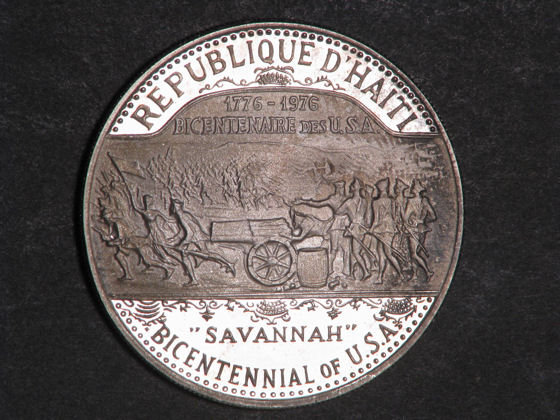 REPUBLIQUE D'HAITI
1776 - 1976
BICENTENAIRE DES U.S.A
"SAVANNAH"
BICENTENNIAL OF U.S.A.